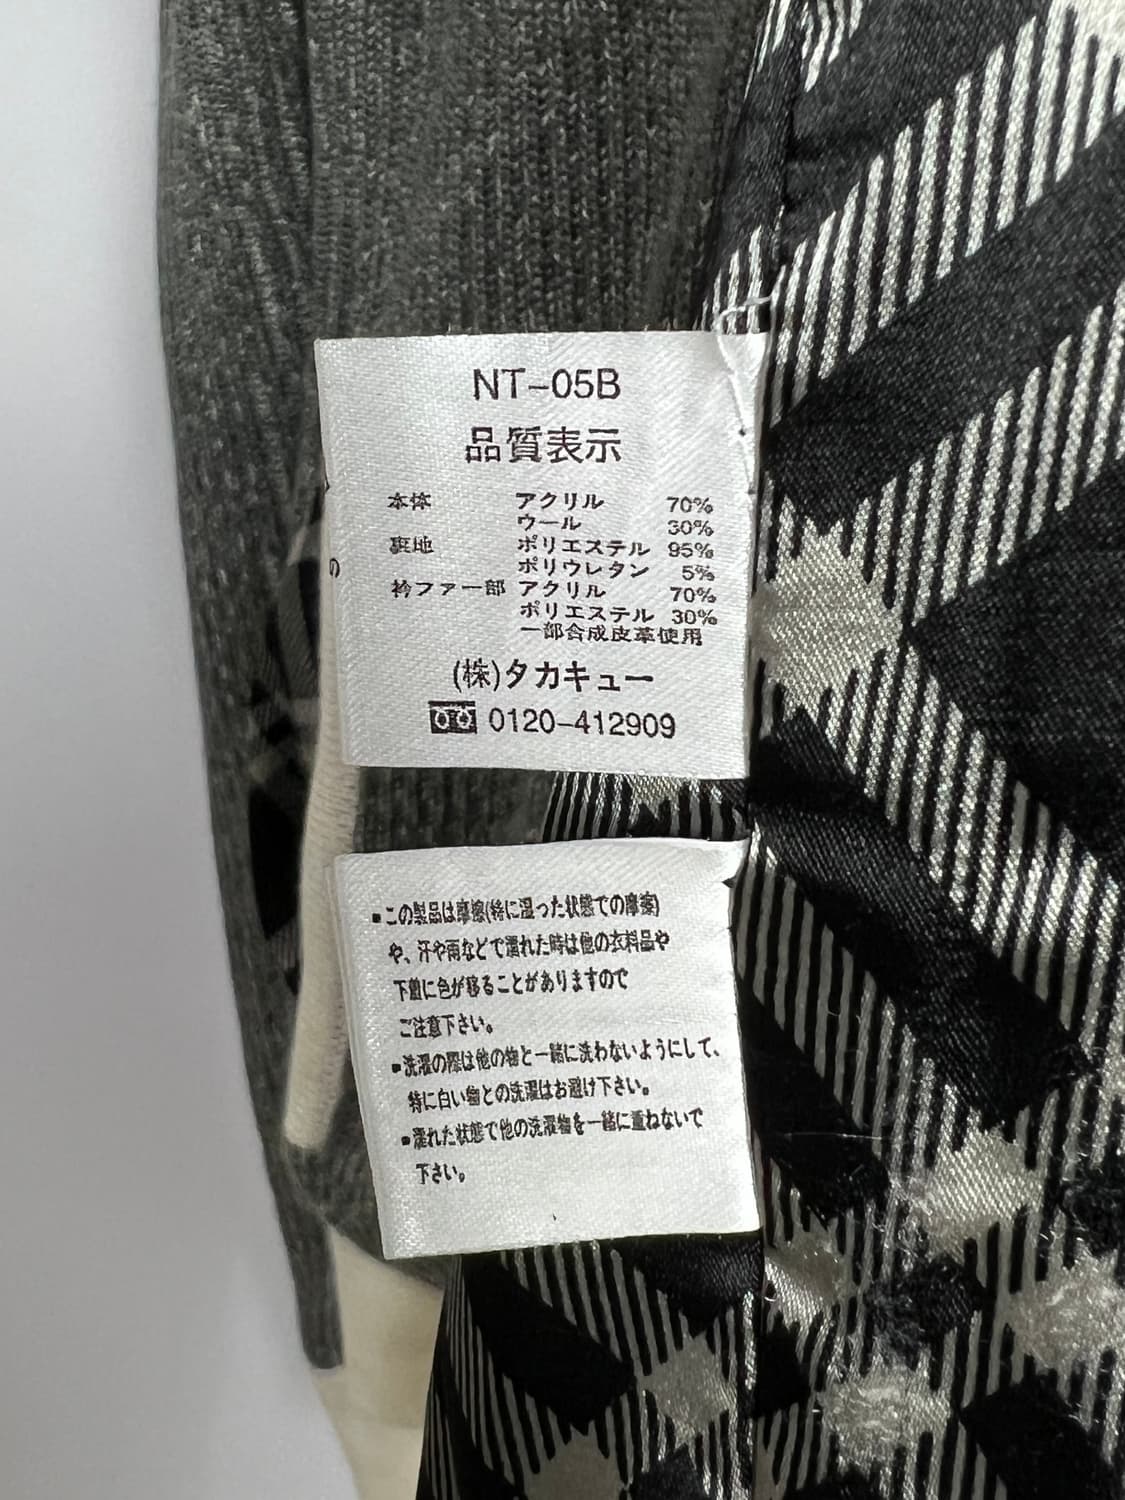 NT-05B
品質表示
本体 アクリル 70%
ウール 30%
裏地 ポリエステル 95%
ポリウレタン 5%
衿ファー部 アクリル 70%
ポリエステル 30%
一部合成皮革使用
(株)タカキュー
0120-412909
の
■この製品は摩擦(特に湿った状態での摩擦)
や、汗や雨などで濡れた時は他の衣料品や
下着に色が移ることがありますので
ご注意下さい。
■洗濯の際は他の物と一緒に洗わないようにして、
特に白い物との洗濯はお避け下さい。
■濡れた状態で他の洗濯物を一緒に重ねないで
下さい。